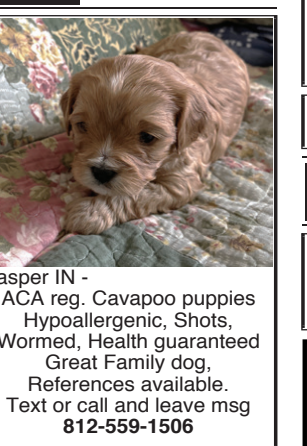 asper IN -
ACA reg. Cavapoo puppies
Hypoallergenic, Shots,
Wormed, Health guaranteed
Great Family dog,
References available.
Text or call and leave msg
812-559-1506